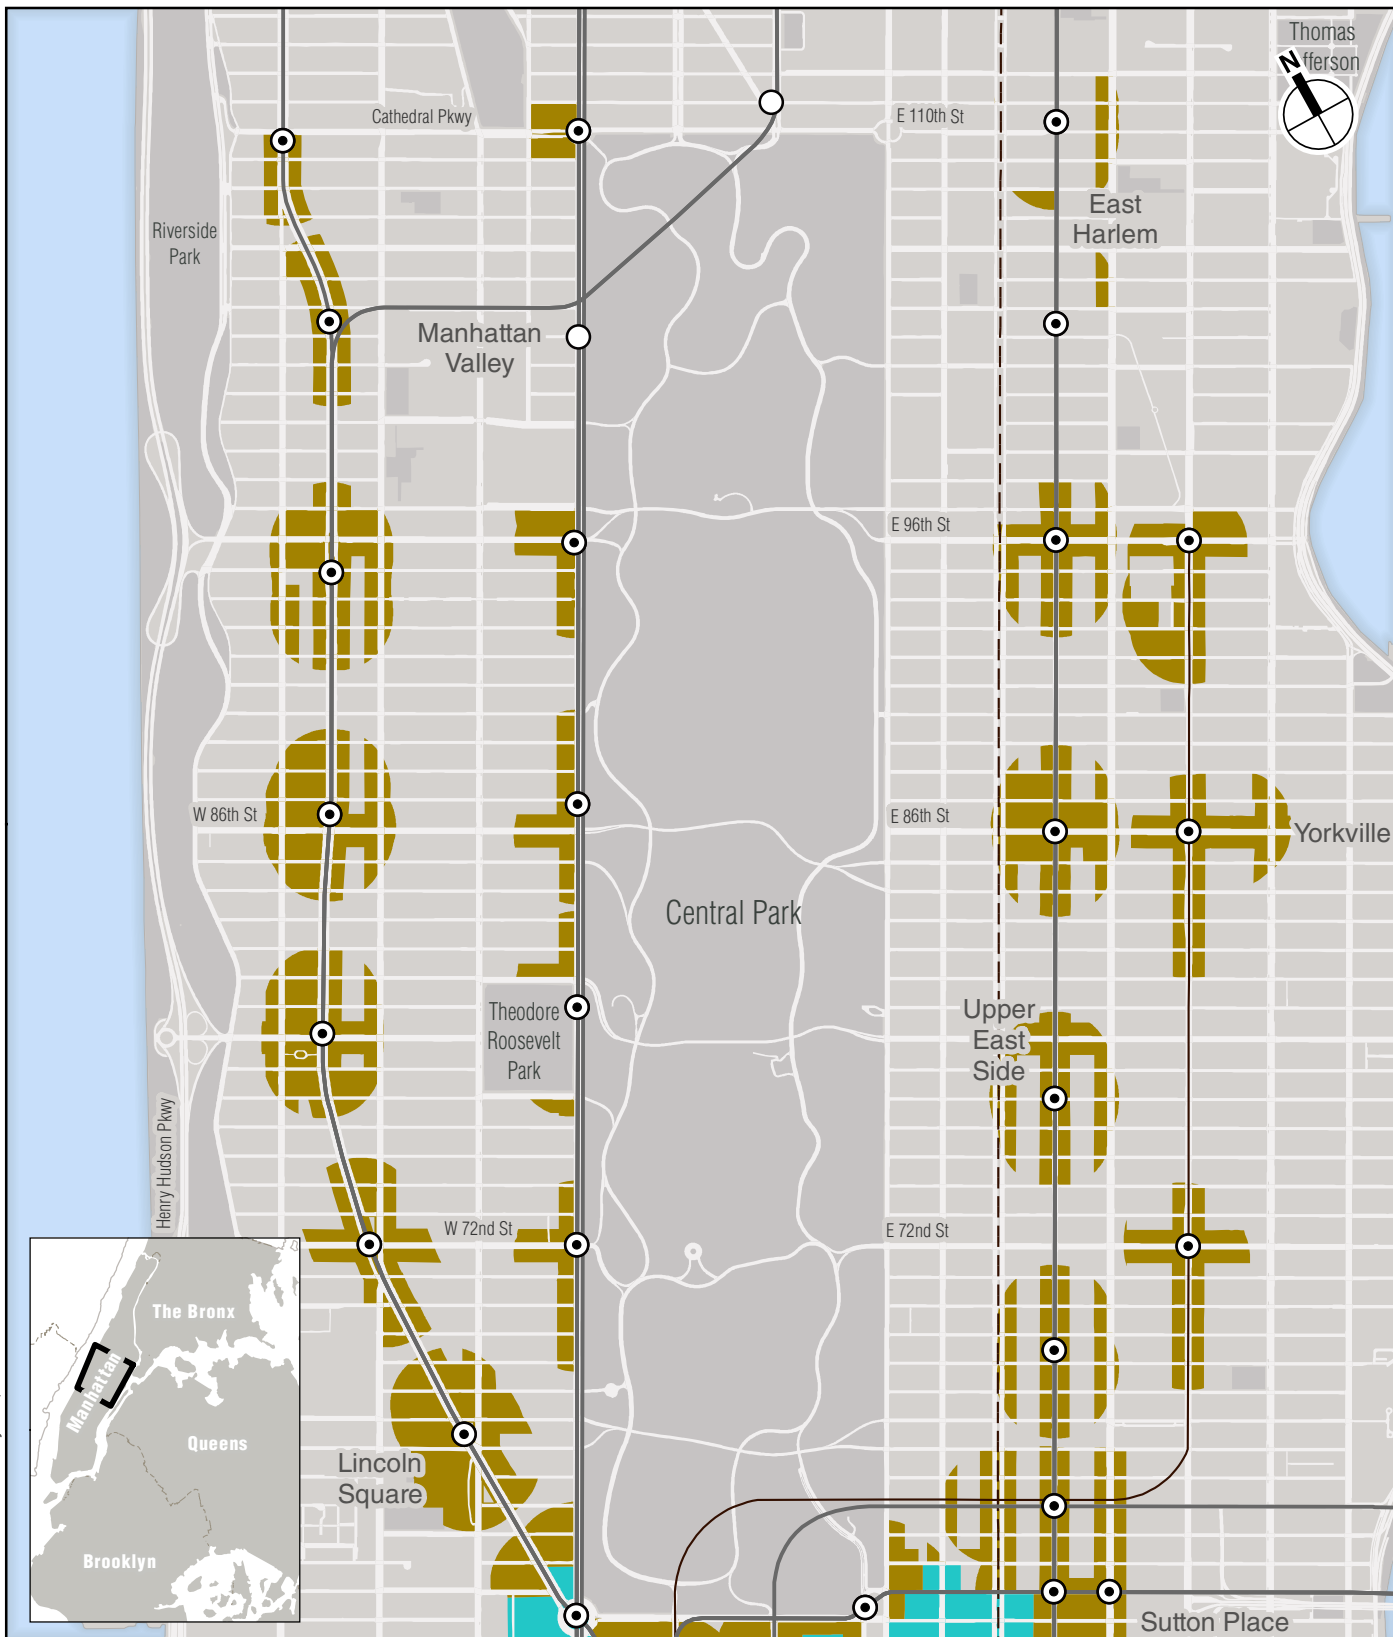 Thomas
fferson
N
Cathedral Pkwy
E 110th St
East
Harlem
Riverside
Park
Manhattan
Valley
E 96th St
W 86th St
E 86th St
Yorkville
Central Park
Theodore
Roosevelt
Park
Upper
East
Side
Henry Hudson Pkwy
W 72nd St
E 72nd St
The Bronx
Manhattan
Queens
Brooklyn
Lincoln
Square
Sutton Place